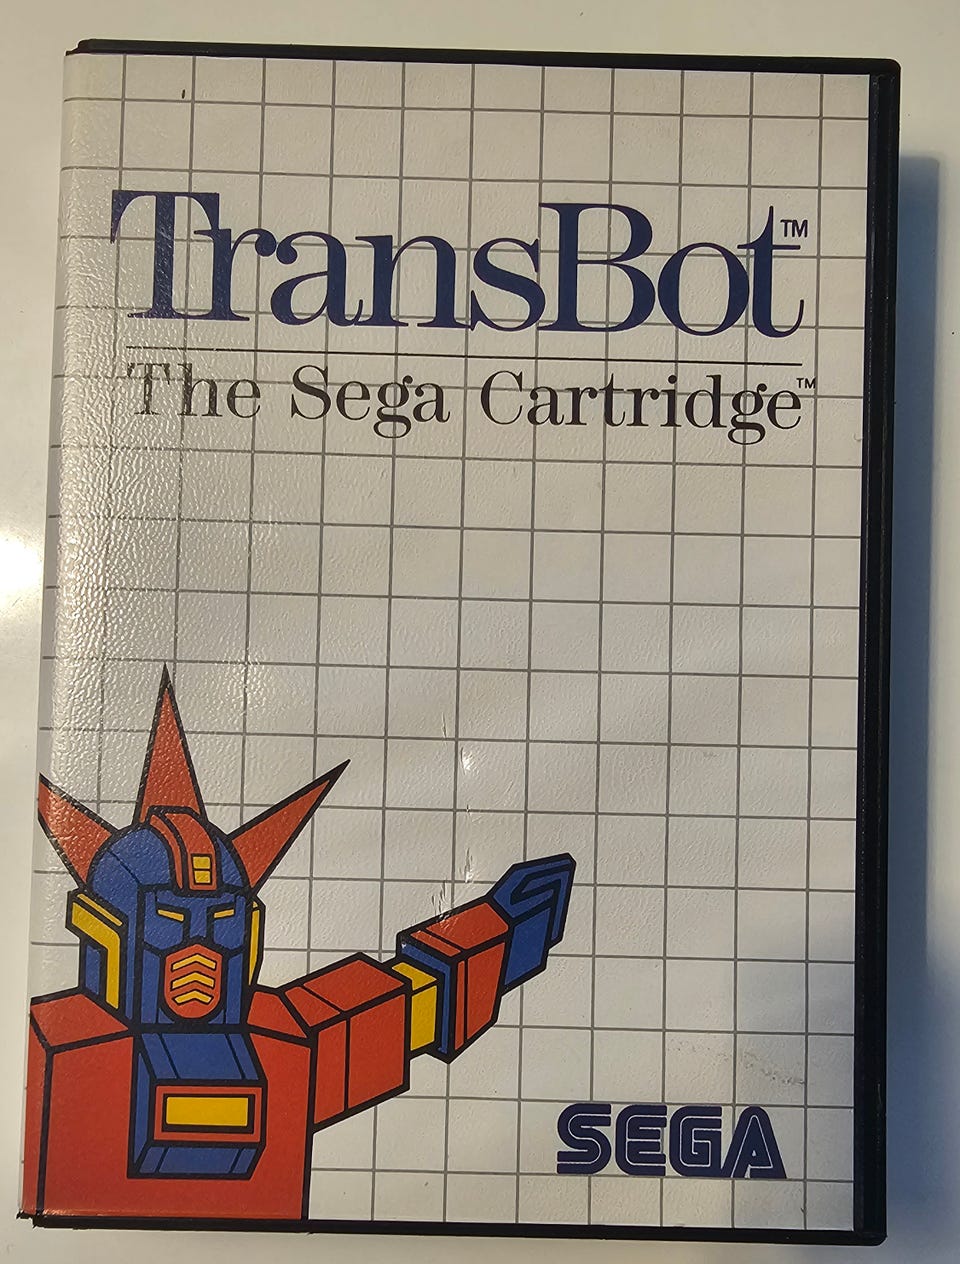 TransBot™
The Sega Cartridge™
SEGA